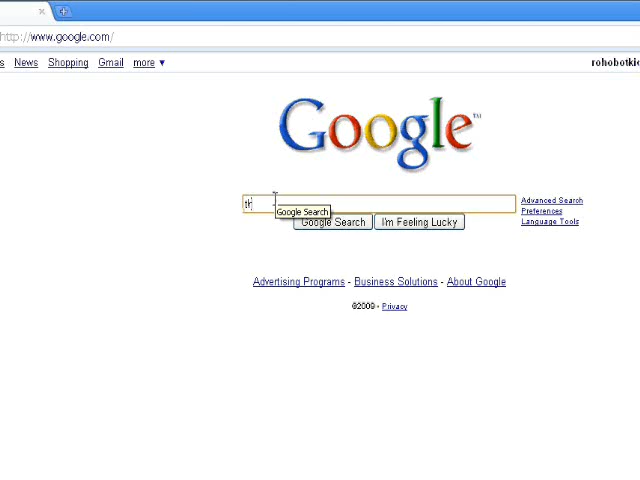 http://www.google.com/
News Shopping Gmail more ▼
Google™
th
Advanced Search
Google Search
Preferences
Google Search I'm Feeling Lucky
Language Tools
Advertising Programs - Business Solutions - About Google
©2009 - Privacy